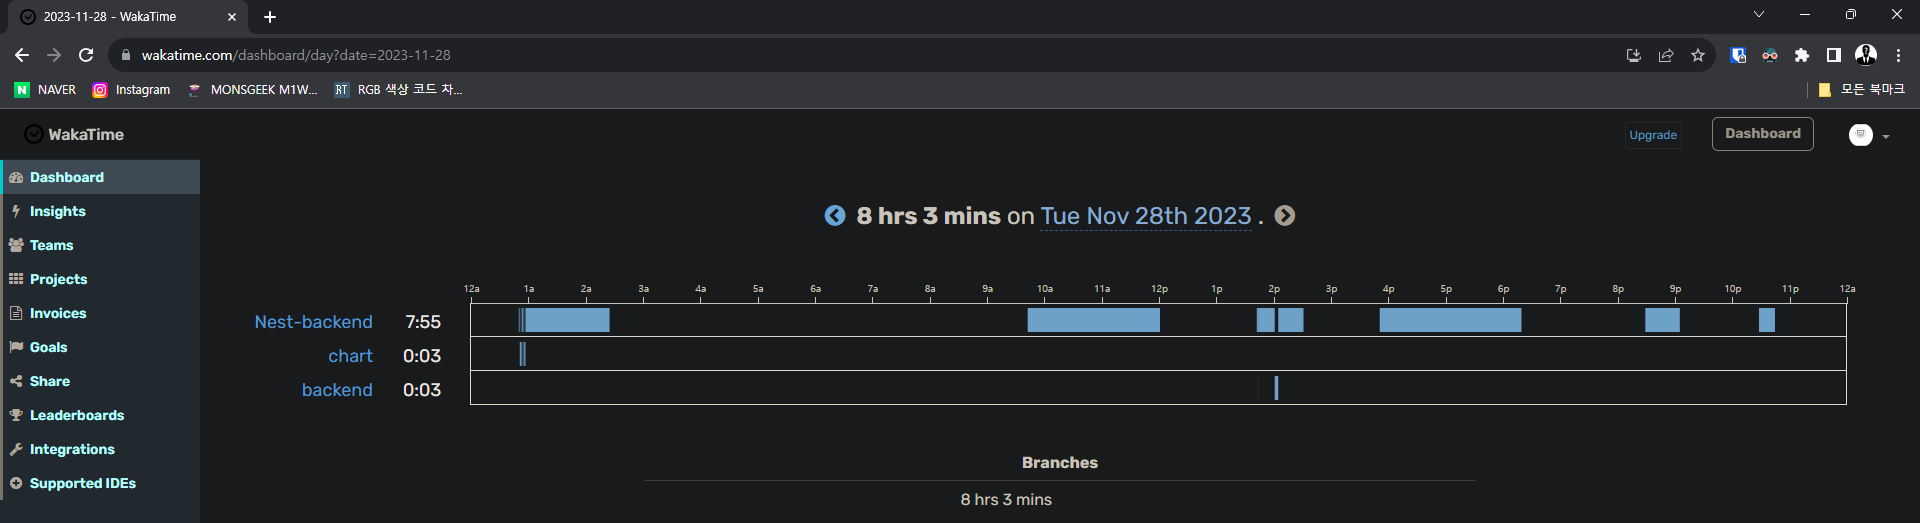 2023-11-28 - WakaTime
wakatime.com/dashboard/day?date=2023-11-28
N NAVER Instagram MONSGEEK M1W... RT RGB 색상 코드 차... 모든 북마크
WakaTime Upgrade Dashboard
Dashboard
Insights
Teams
Projects
Invoices
Goals
Share
Leaderboards
Integrations
Supported IDEs
8 hrs 3 mins on Tue Nov 28th 2023 .
12a 1a 2a 3a 4a 5a 6a 7a 8a 9a 10a 11a 12p 1p 2p 3p 4p 5p 6p 7p 8p 9p 10p 11p 12a
Nest-backend 7:55
chart 0:03
backend 0:03
Branches
8 hrs 3 mins